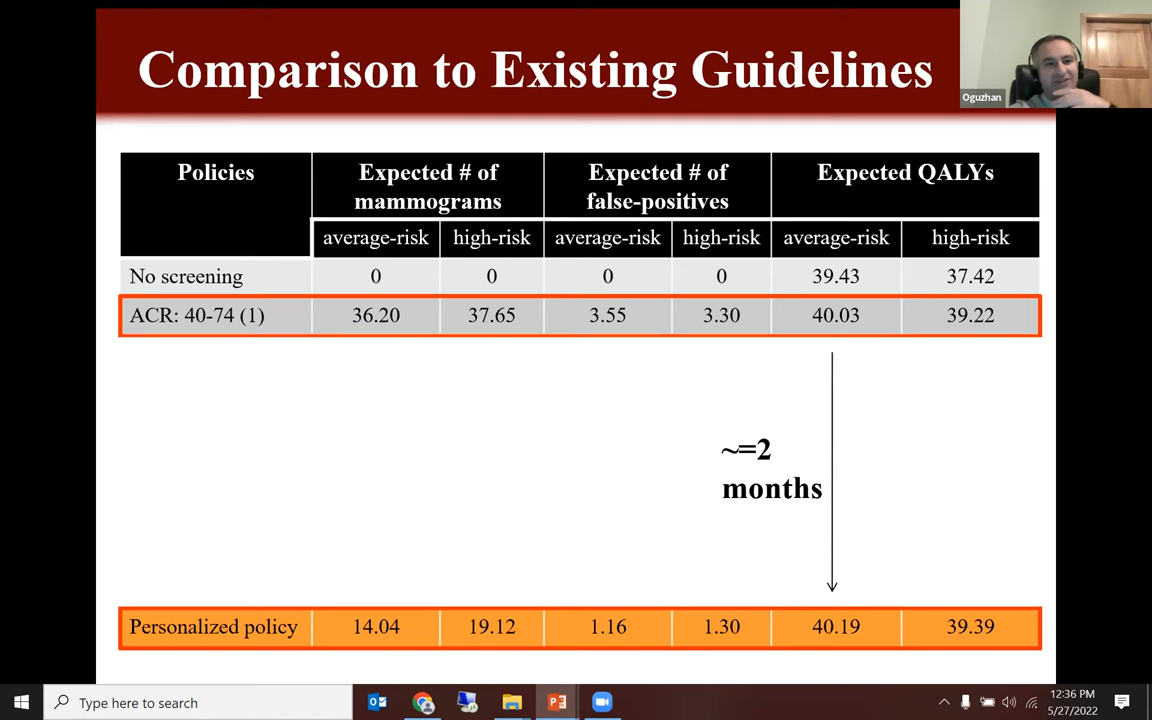 Comparison to Existing Guidelines
Oguzhan
Policies
Expected # of
mammograms
Expected # of
false-positives
Expected QALYs
average-risk high-risk average-risk high-risk average-risk high-risk
No screening 0 0 0 0 39.43 37.42
ACR: 40-74 (1) 36.20 37.65 3.55 3.30 40.03 39.22
~=2
months
Personalized policy 14.04 19.12 1.16 1.30 40.19 39.39
Type here to search
12:36 PM
5/27/2022